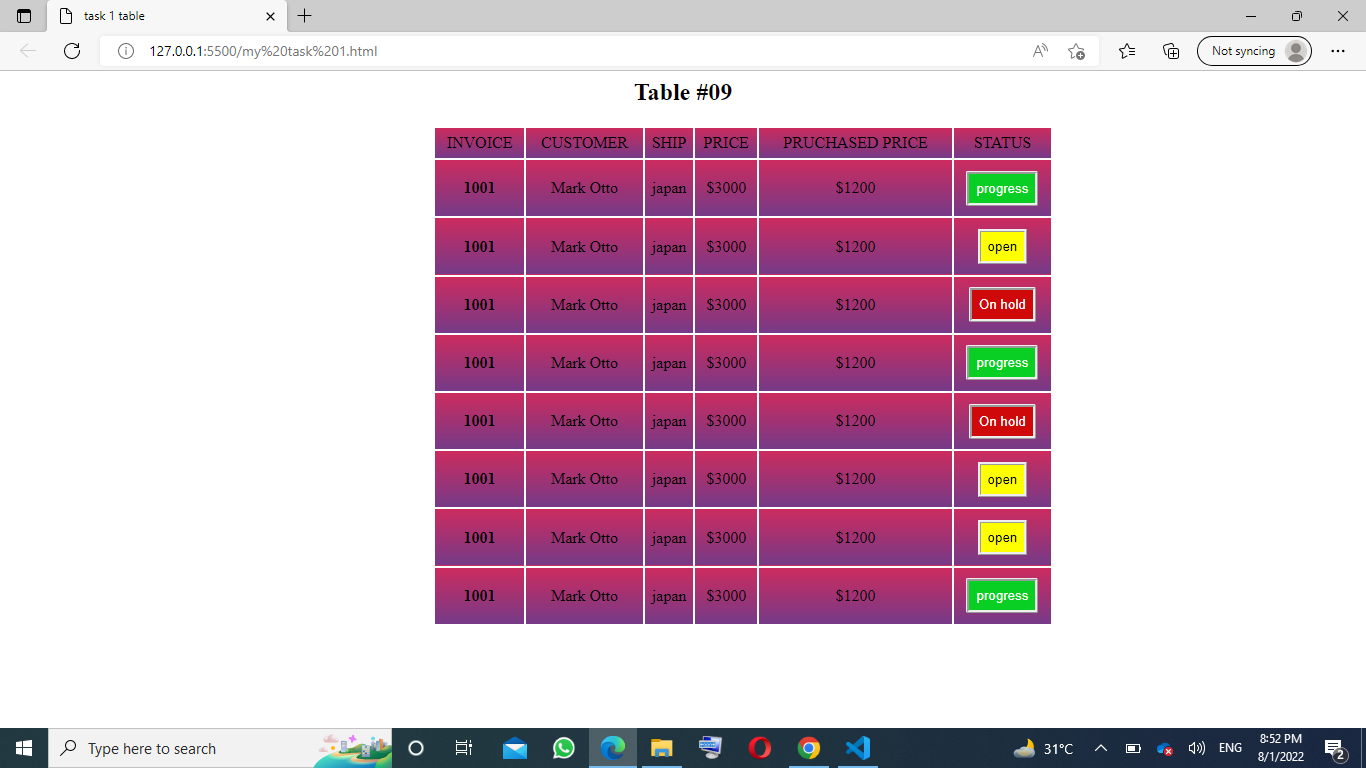 task 1 table
127.0.0.1:5500/my%20task%201.html
Not syncing
Table #09
INVOICE CUSTOMER SHIP PRICE PRUCHASED PRICE STATUS
1001 Mark Otto japan $3000 $1200 progress
1001 Mark Otto japan $3000 $1200 open
1001 Mark Otto japan $3000 $1200 On hold
1001 Mark Otto japan $3000 $1200 progress
1001 Mark Otto japan $3000 $1200 On hold
1001 Mark Otto japan $3000 $1200 open
1001 Mark Otto japan $3000 $1200 open
1001 Mark Otto japan $3000 $1200 progress
Type here to search
31°C
ENG
8:52 PM
8/1/2022
2